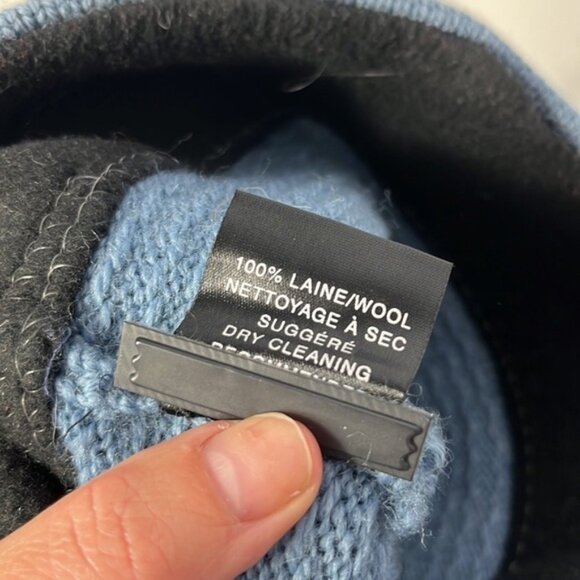 100% LAINE/WOOL
NETTOYAGE À SEC
SUGGÉRÉ
DRY CLEANING